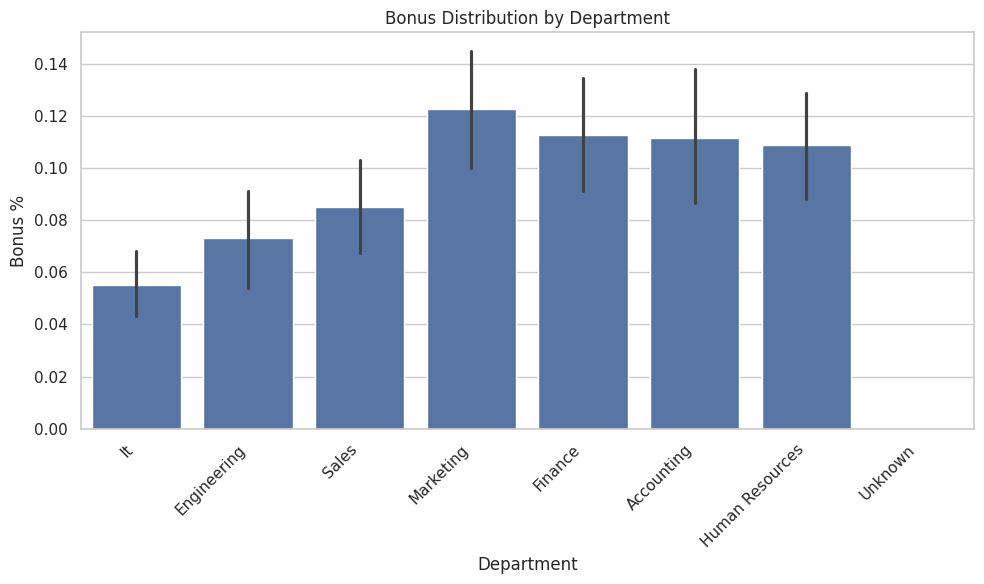 Bonus Distribution by Department
Bonus %
0.14
0.12
0.10
0.08
0.06
0.04
0.02
0.00
It
Engineering
Sales
Marketing
Finance
Accounting
Human Resources
Unknown
Department